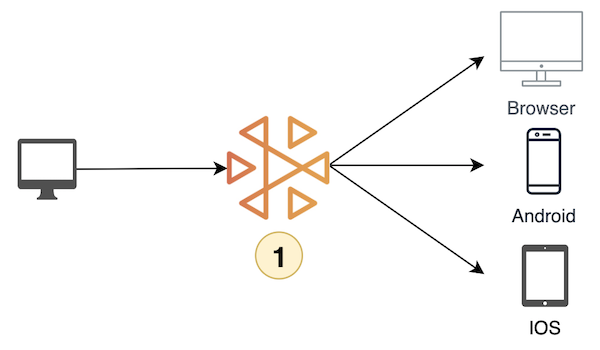 Browser
Android
1
IOS